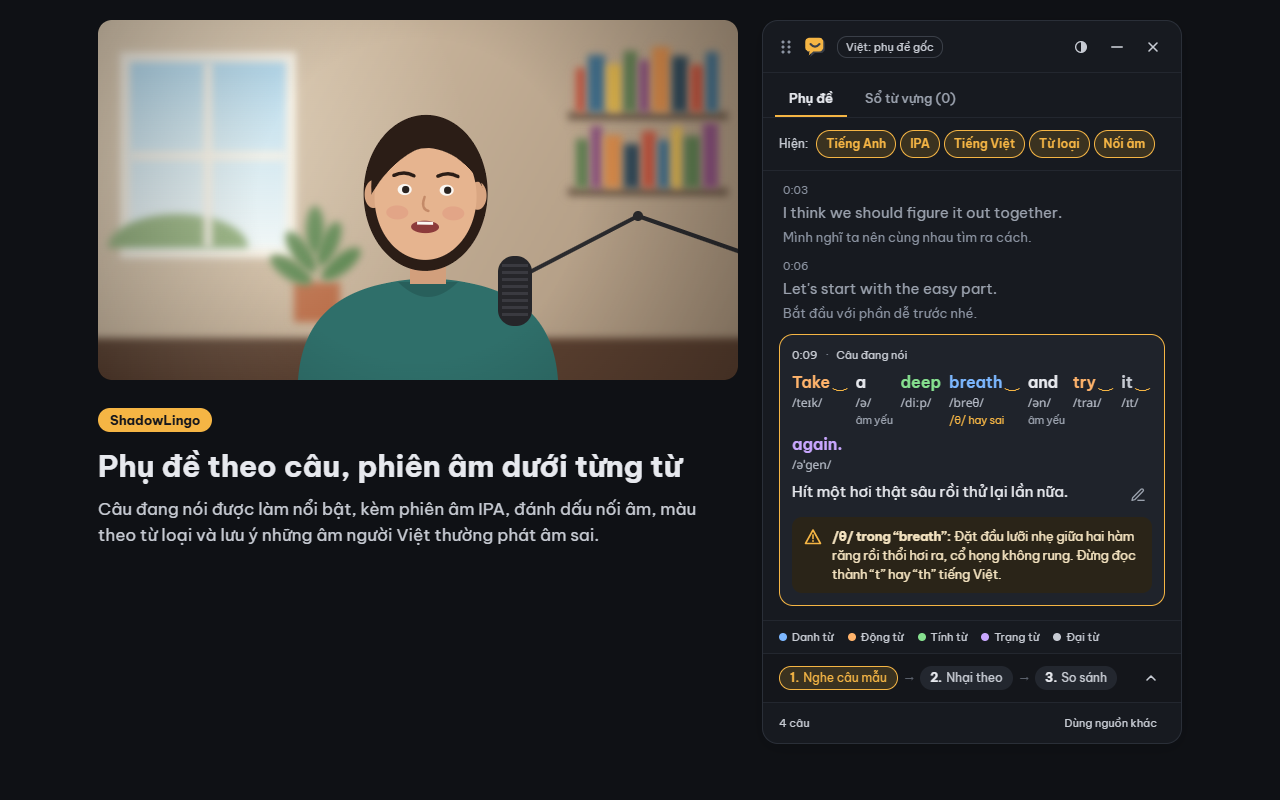 Việt: phụ đề gốc
Phụ đề
Sổ từ vựng (0)
Hiện: Tiếng Anh IPA Tiếng Việt Từ loại Nối âm
0:03
I think we should figure it out together.
Mình nghĩ ta nên cùng nhau tìm ra cách.
0:06
Let's start with the easy part.
Bắt đầu với phần dễ trước nhé.
0:09 · Câu đang nói
Take a deep breath and try it
/teɪk/ /ə/ /diːp/ /breθ/ /ən/ /traɪ/ /ɪt/
âm yếu /θ/ hay sai âm yếu
again.
/əˈɡen/
Hít một hơi thật sâu rồi thử lại lần nữa.
/θ/ trong “breath”: Đặt đầu lưỡi nhẹ giữa hai hàm
răng rồi thổi hơi ra, cổ họng không rung. Đừng đọc
thành “t” hay “th” tiếng Việt.
Danh từ Động từ Tính từ Trạng từ Đại từ
1. Nghe câu mẫu → 2. Nhại theo → 3. So sánh
4 câu
Dùng nguồn khác
ShadowLingo
Phụ đề theo câu, phiên âm dưới từng từ
Câu đang nói được làm nổi bật, kèm phiên âm IPA, đánh dấu nối âm, màu
theo từ loại và lưu ý những âm người Việt thường phát âm sai.